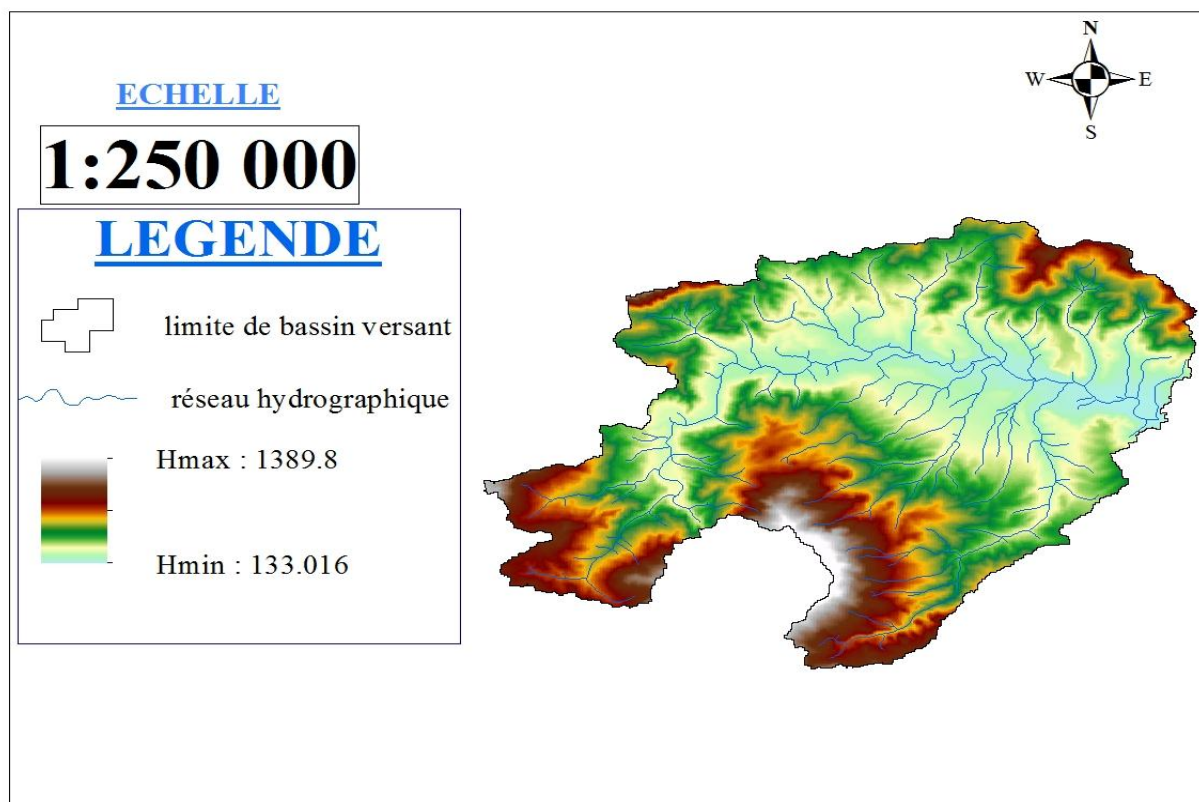 N
W E
S
ECHELLE
1:250 000
LEGENDE
limite de bassin versant
réseau hydrographique
Hmax : 1389.8
Hmin : 133.016